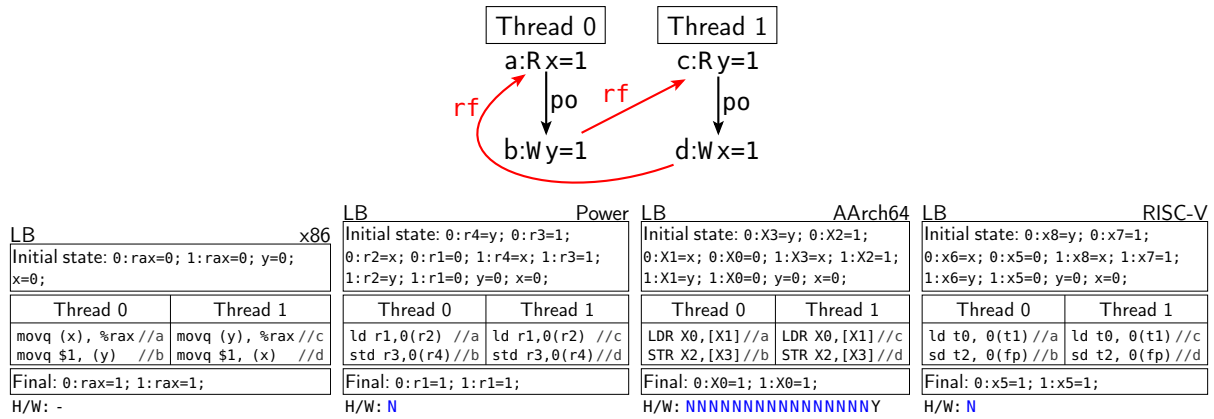 Thread 0 Thread 1
a:R x=1 c:R y=1
rf po rf po
b:W y=1 d:W x=1
LB x86
Initial state: 0:rax=0; 1:rax=0; y=0;
x=0;
Thread 0 Thread 1
movq (x), %rax //a movq (y), %rax //c
movq $1, (y) //b movq $1, (x) //d
Final: 0:rax=1; 1:rax=1;
H/W: -
LB Power
Initial state: 0:r4=y; 0:r3=1;
0:r2=x; 0:r1=0; 1:r4=x; 1:r3=1;
1:r2=y; 1:r1=0; y=0; x=0;
Thread 0 Thread 1
ld r1,0(r2) //a ld r1,0(r2) //c
std r3,0(r4)//b std r3,0(r4)//d
Final: 0:r1=1; 1:r1=1;
H/W: N
LB AArch64
Initial state: 0:X3=y; 0:X2=1;
0:X1=x; 0:X0=0; 1:X3=x; 1:X2=1;
1:X1=y; 1:X0=0; y=0; x=0;
Thread 0 Thread 1
LDR X0,[X1]//a LDR X0,[X1]//c
STR X2,[X3]//b STR X2,[X3]//d
Final: 0:X0=1; 1:X0=1;
H/W: NNNNNNNNNNNNNNNNY
LB RISC-V
Initial state: 0:x8=y; 0:x7=1;
0:x6=x; 0:x5=0; 1:x8=x; 1:x7=1;
1:x6=y; 1:x5=0; y=0; x=0;
Thread 0 Thread 1
ld t0, 0(t1)//a ld t0, 0(t1)//c
sd t2, 0(fp)//b sd t2, 0(fp)//d
Final: 0:x5=1; 1:x5=1;
H/W: N